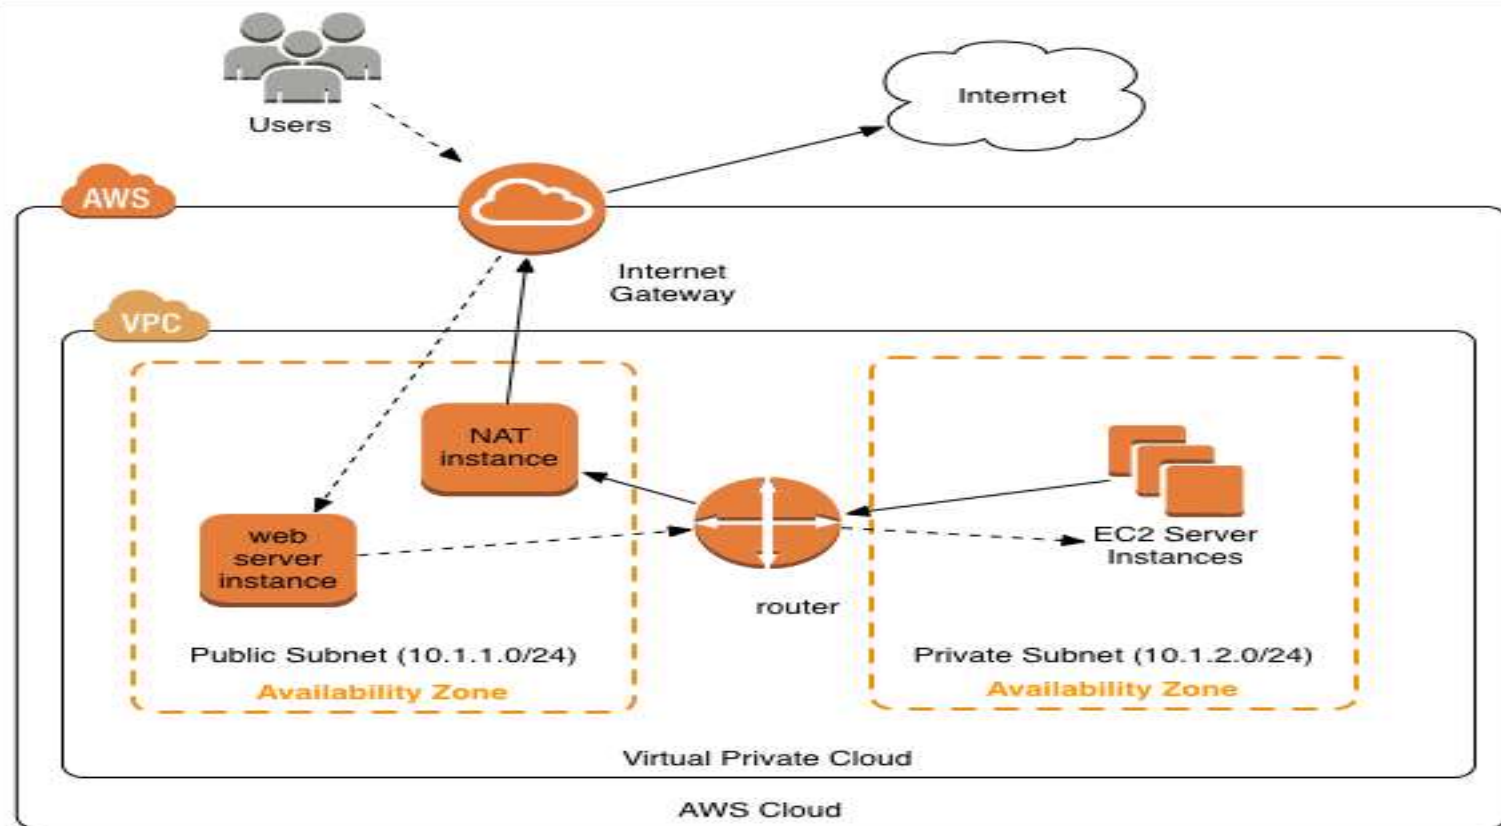 Users
Internet
AWS
Internet
Gateway
VPC
NAT
instance
web
server
instance
router
EC2 Server
Instances
Public Subnet (10.1.1.0/24)
Availability Zone
Private Subnet (10.1.2.0/24)
Availability Zone
Virtual Private Cloud
AWS Cloud